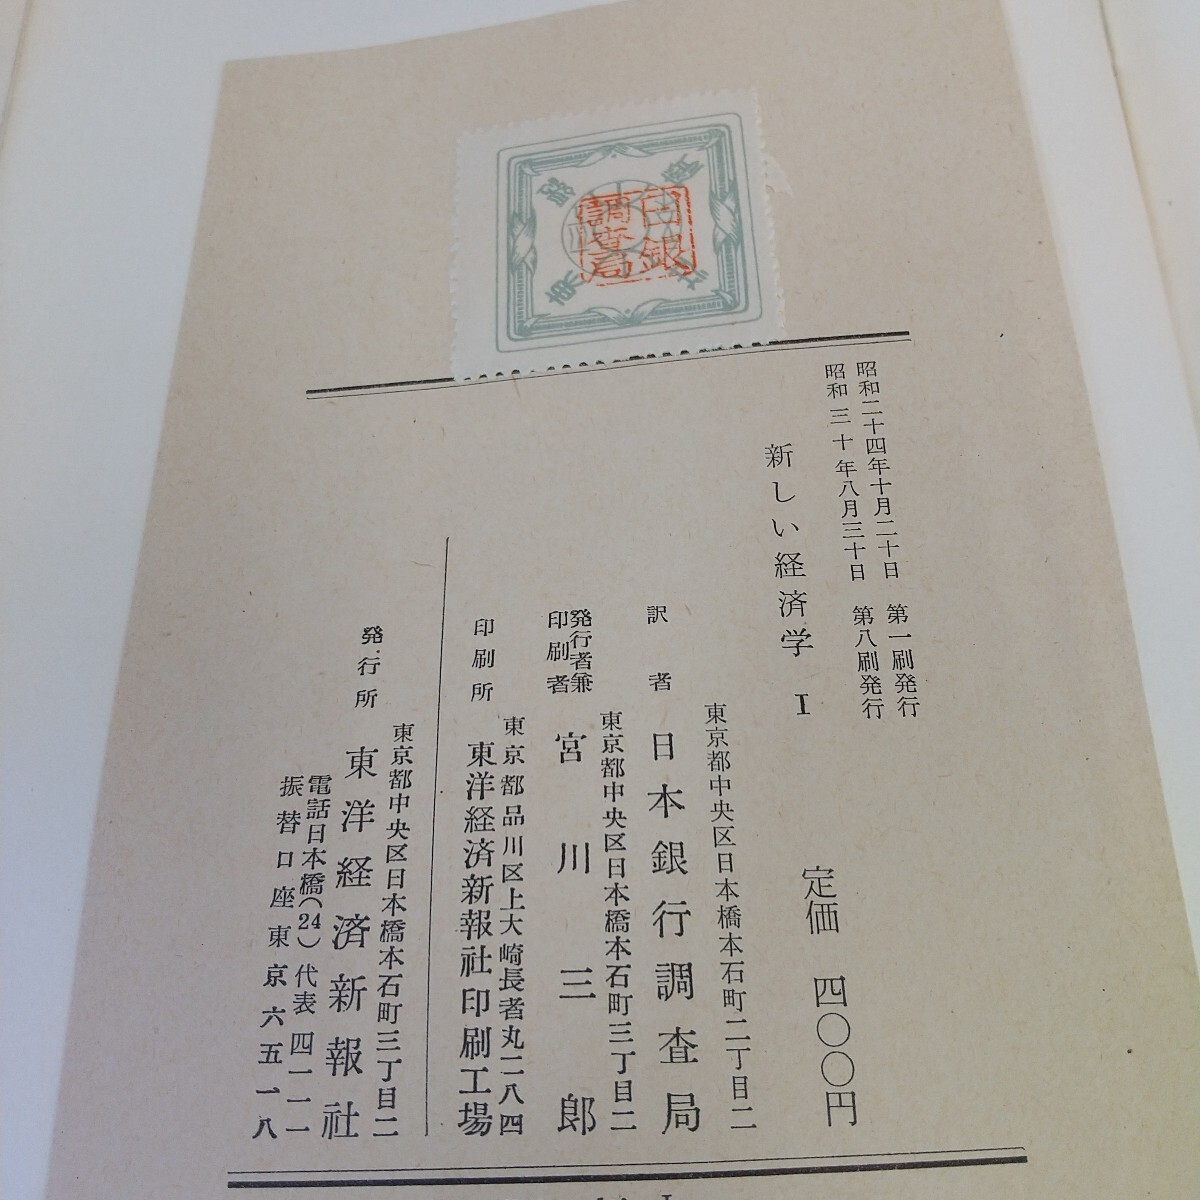 日銀
調査局
昭和二十四年十月二十日 第一刷発行
昭和三十年八月三十日 第八刷発行
新しい経済学 I
定価 四〇〇円
東京都中央区日本橋本石町二丁目二
訳者 日本銀行調査局
東京都中央区日本橋本石町三丁目二
発行者兼
印刷者 宮川三郎
東京都品川区上大崎長者丸二八四
印刷所 東洋経済新報社印刷工場
東京都中央区日本橋本石町三丁目二
発行所 東洋経済新報社
電話日本橋(24)代表四一一一
振替口座東京六五一八